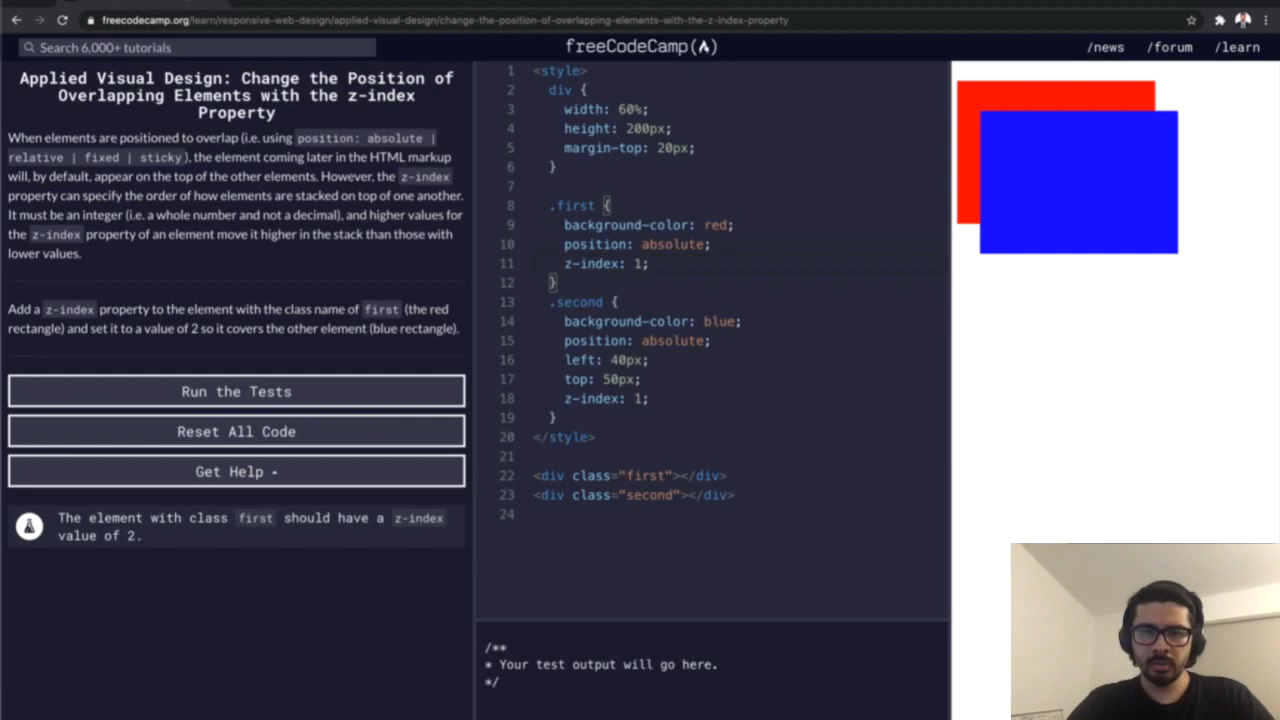 freecodecamp.org/learn/responsive-web-design/applied-visual-design/change-the-position-of-overlapping-elements-with-the-z-index-property
Search 6,000+ tutorials
freeCodeCamp
/news /forum /learn
Applied Visual Design: Change the Position of
Overlapping Elements with the z-index
Property
When elements are positioned to overlap (i.e. using position: absolute |
relative | fixed | sticky), the element coming later in the HTML markup
will, by default, appear on the top of the other elements. However, the z-index
property can specify the order of how elements are stacked on top of one another.
It must be an integer (i.e. a whole number and not a decimal), and higher values for
the z-index property of an element move it higher in the stack than those with
lower values.
Add a z-index property to the element with the class name of first (the red
rectangle) and set it to a value of 2 so it covers the other element (blue rectangle).
Run the Tests
Reset All Code
Get Help
The element with class first should have a z-index
value of 2.
1 <style>
2 div {
3 width: 60%;
4 height: 200px;
5 margin-top: 20px;
6 }
7
8 .first {
9 background-color: red;
10 position: absolute;
11 z-index: 1;
12 }
13 .second {
14 background-color: blue;
15 position: absolute;
16 left: 40px;
17 top: 50px;
18 z-index: 1;
19 }
20 </style>
21
22 <div class="first"></div>
23 <div class="second"></div>
24
/**
* Your test output will go here.
*/